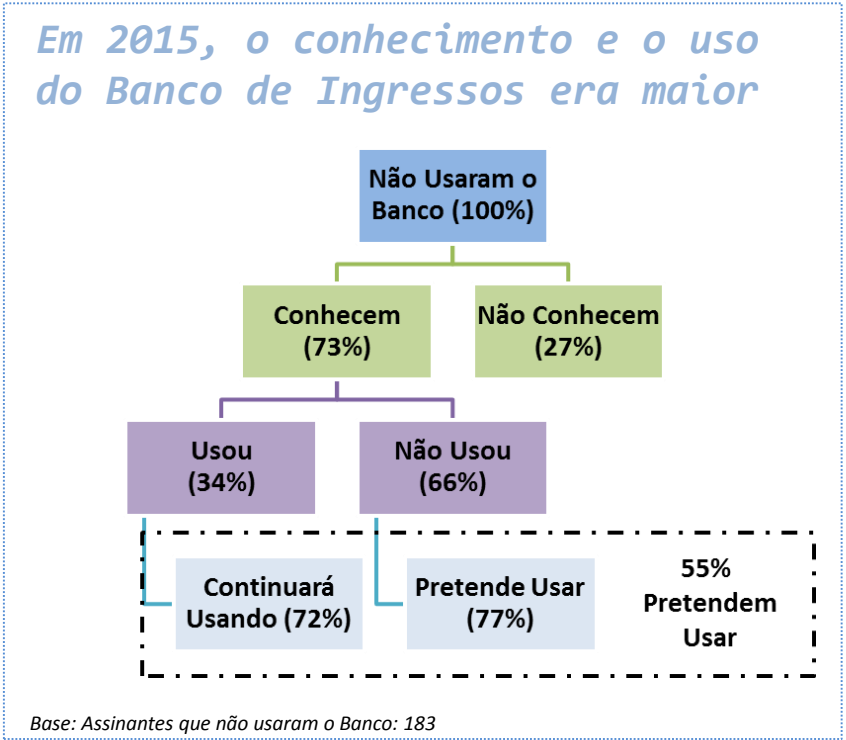 Em 2015, o conhecimento e o uso
do Banco de Ingressos era maior
Não Usaram o
Banco (100%)
Conhecem
(73%)
Não Conhecem
(27%)
Usou
(34%)
Não Usou
(66%)
Continuará
Usando (72%)
Pretende Usar
(77%)
55%
Pretendem
Usar
Base: Assinantes que não usaram o Banco: 183